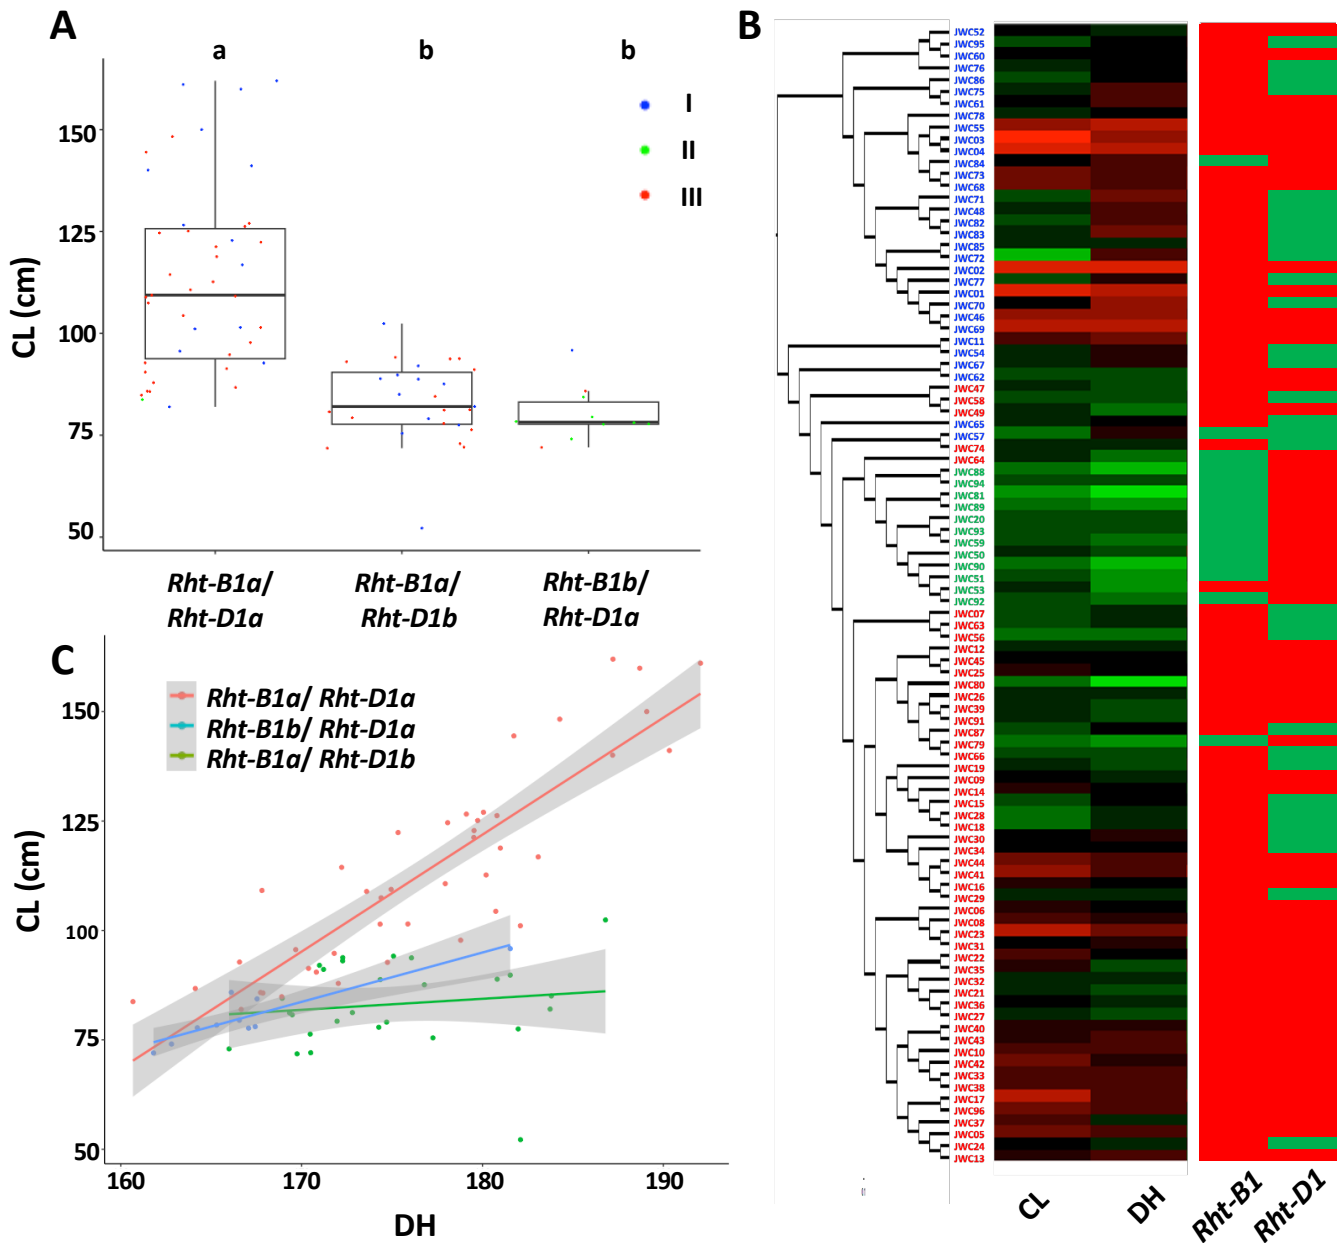 A
a
b
b
I
II
III
150
125
100
75
50
CL (cm)
Rht-B1a/
Rht-D1a
Rht-B1a/
Rht-D1b
Rht-B1b/
Rht-D1a
B
JWC52
JWC95
JWC60
JWC76
JWC86
JWC75
JWC61
JWC78
JWC55
JWC03
JWC04
JWC84
JWC73
JWC68
JWC71
JWC48
JWC82
JWC83
JWC85
JWC72
JWC02
JWC77
JWC01
JWC70
JWC46
JWC69
JWC11
JWC54
JWC67
JWC62
JWC47
JWC58
JWC49
JWC65
JWC57
JWC74
JWC64
JWC88
JWC94
JWC81
JWC89
JWC20
JWC93
JWC59
JWC50
JWC90
JWC51
JWC53
JWC92
JWC07
JWC63
JWC56
JWC12
JWC45
JWC25
JWC80
JWC26
JWC39
JWC91
JWC87
JWC79
JWC66
JWC19
JWC09
JWC14
JWC15
JWC28
JWC18
JWC30
JWC34
JWC44
JWC41
JWC16
JWC29
JWC06
JWC08
JWC23
JWC31
JWC22
JWC35
JWC32
JWC21
JWC36
JWC27
JWC40
JWC43
JWC10
JWC42
JWC33
JWC38
JWC17
JWC96
JWC37
JWC05
JWC24
JWC13
CL
DH
Rht-B1
Rht-D1
C
Rht-B1a/ Rht-D1a
Rht-B1b/ Rht-D1a
Rht-B1a/ Rht-D1b
150
125
100
75
50
CL (cm)
160
170
180
190
DH